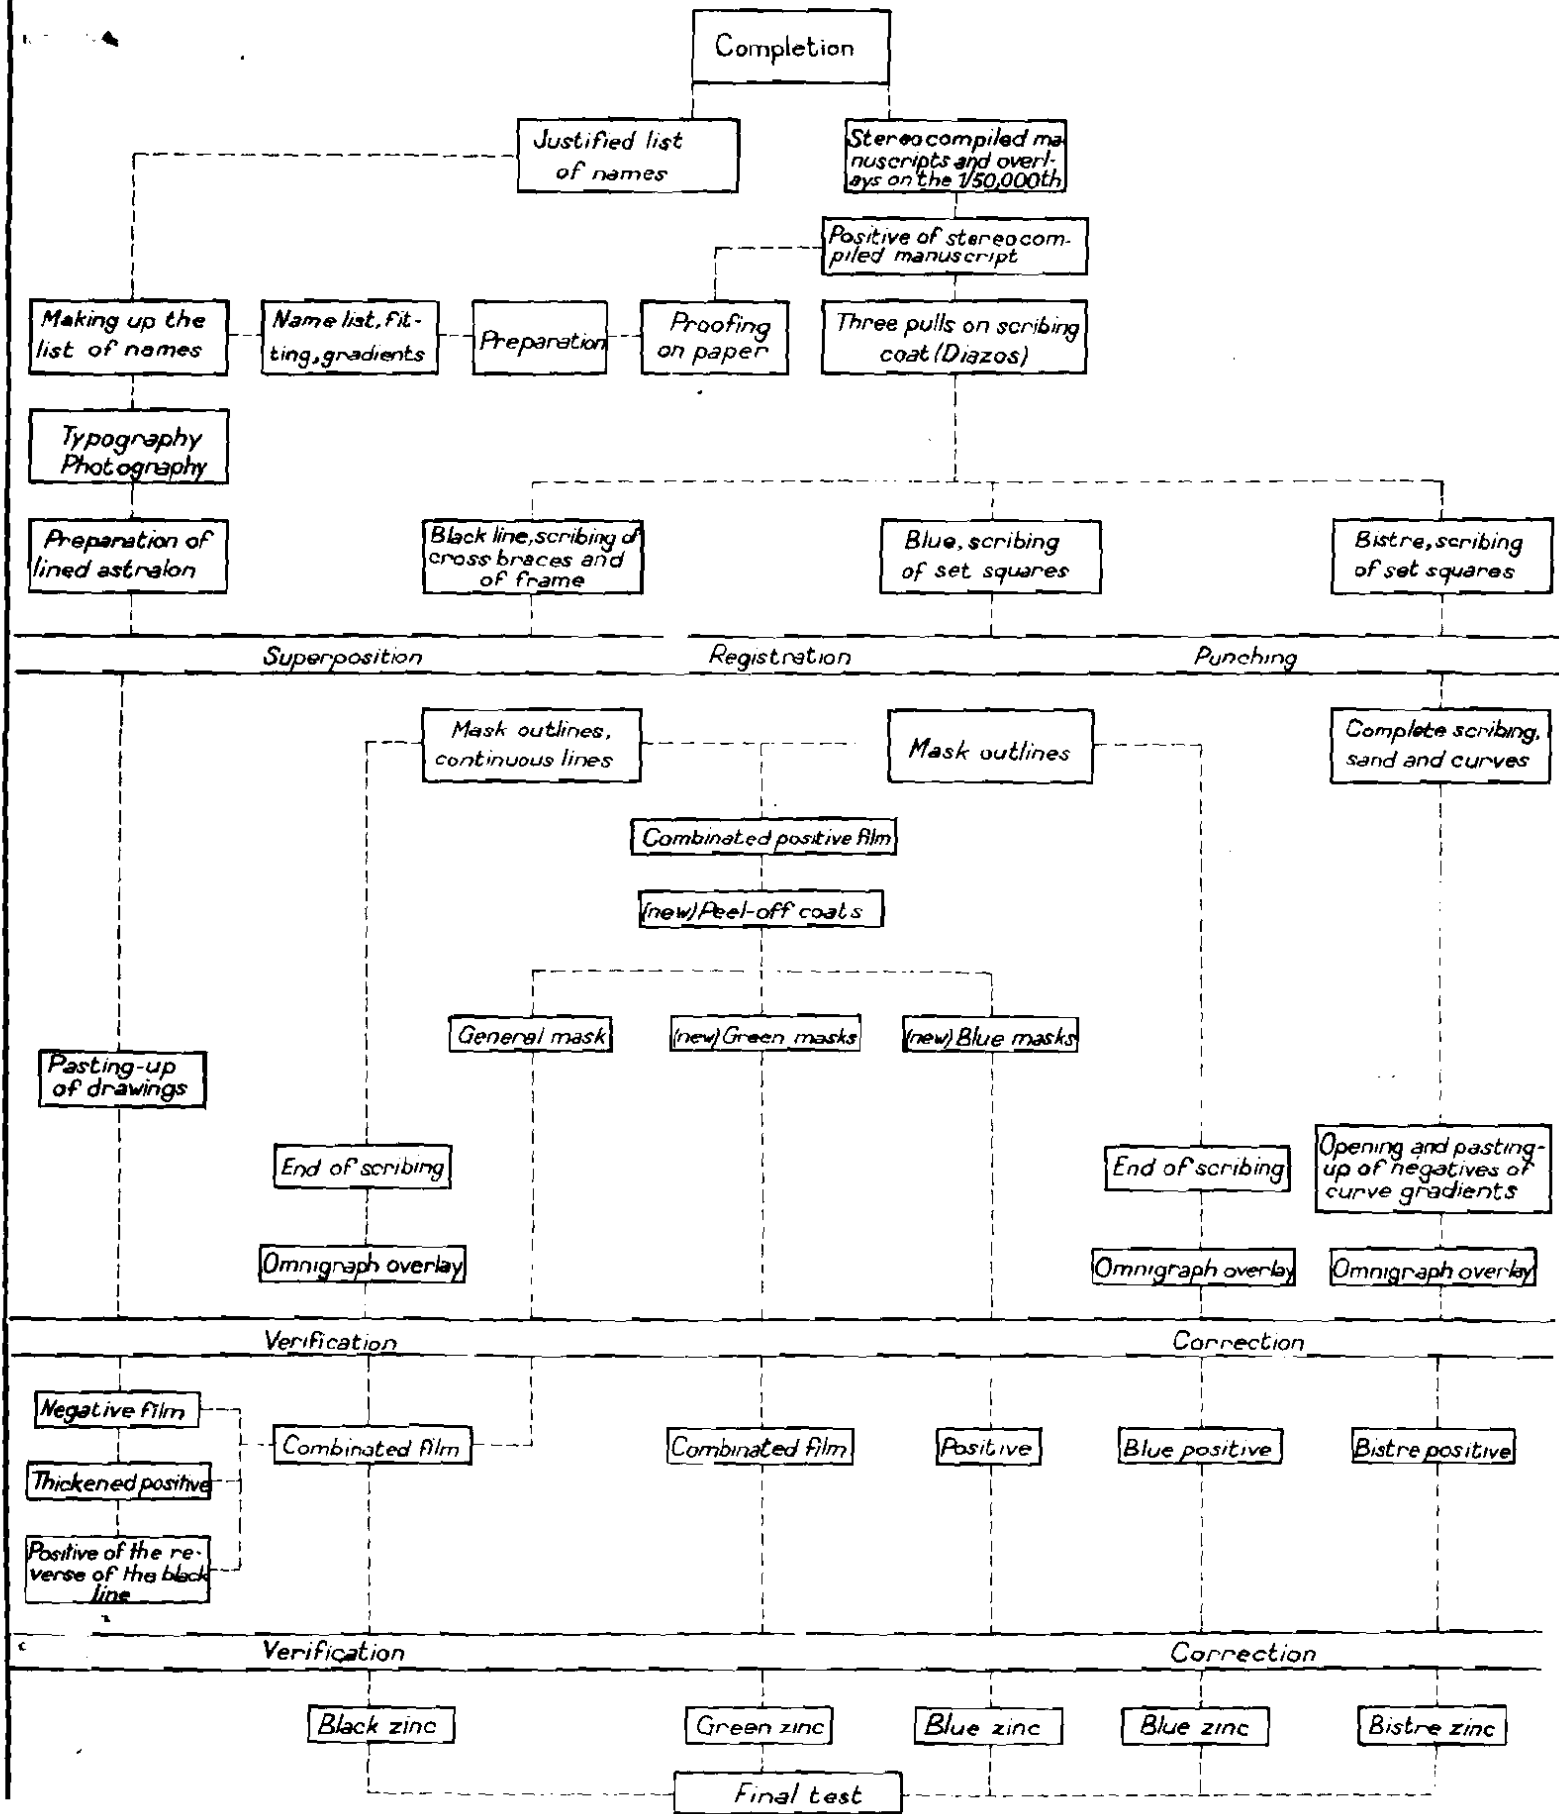 Completion
Justified list
of names
Stereocompiled ma-
nuscripts and overl-
ays on the 1/50,000th
Positive of stereocom-
piled manuscript
Making up the
list of names
Name list, fit-
ting, gradients
Preparation
Proofing
on paper
Three pulls on scribing
coat (Diazos)
Typography
Photography
Preparation of
lined astralon
Black line, scribing of
cross braces and
of frame
Blue, scribing
of set squares
Bistre, scribing
of set squares
Superposition
Registration
Punching
Mask outlines,
continuous lines
Mask outlines
Complete scribing,
sand and curves
Combinated positive film
(new) Peel-off coats
General mask
(new) Green masks
(new) Blue masks
Pasting-up
of drawings
End of scribing
End of scribing
Opening and pasting-
up of negatives of
curve gradients
Omnigraph overlay
Omnigraph overlay
Omnigraph overlay
Verification
Correction
Negative film
Combinated film
Combinated film
Positive
Blue positive
Bistre positive
Thickened positive
Positive of the re-
verse of the black
line
Verification
Correction
Black zinc
Green zinc
Blue zinc
Blue zinc
Bistre zinc
Final test